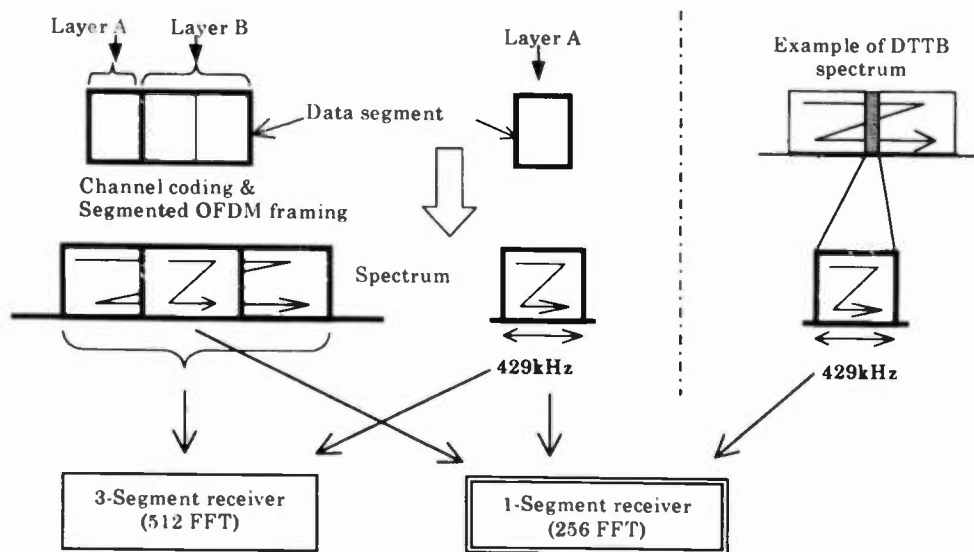 Layer A
Layer B
Layer A
Example of DTTB
spectrum
Data segment
Channel coding &
Segmented OFDM framing
Spectrum
429kHz
429kHz
3-Segment receiver
(512 FFT)
1-Segment receiver
(256 FFT)